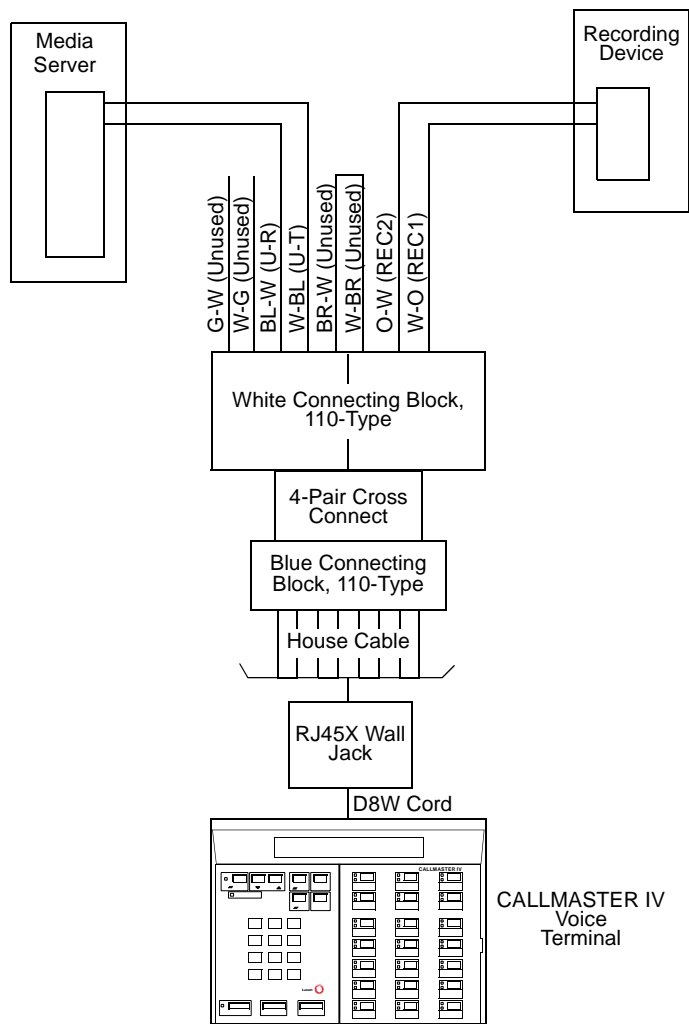 Media
Server
Recording
Device
G-W (Unused)
W-G (Unused)
BL-W (U-R)
W-BL (U-T)
BR-W (Unused)
W-BR (Unused)
O-W (REC2)
W-O (REC1)
White Connecting Block,
110-Type
4-Pair Cross
Connect
Blue Connecting
Block, 110-Type
House Cable
RJ45X Wall
Jack
D8W Cord
CALLMASTER IV
CALLMASTER IV
Voice
Terminal